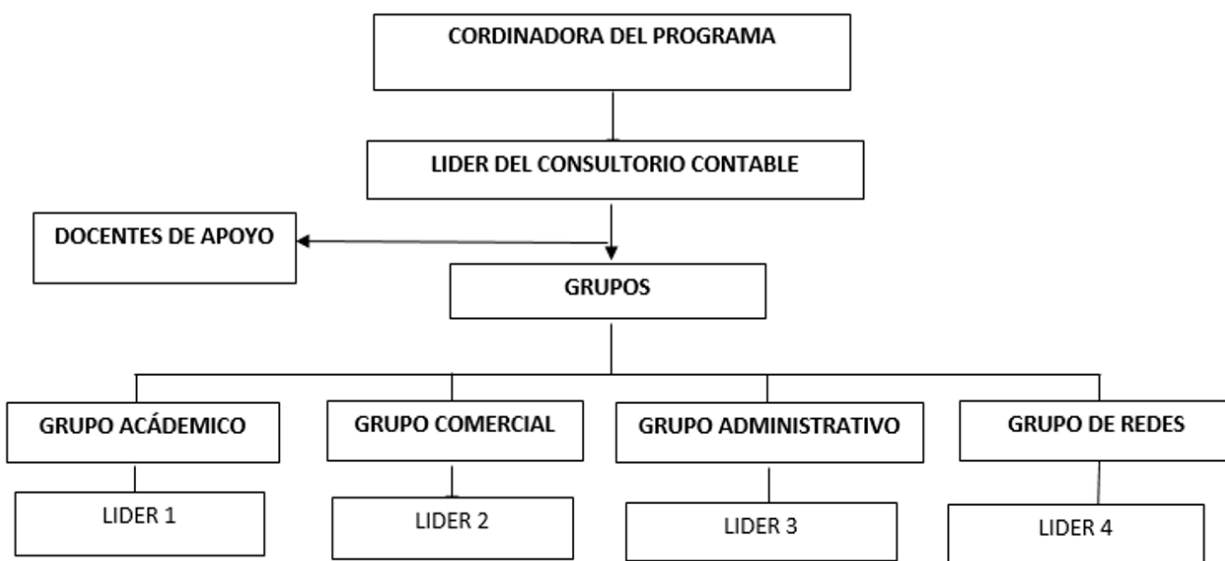 CORDINADORA DEL PROGRAMA
LIDER DEL CONSULTORIO CONTABLE
DOCENTES DE APOYO
GRUPOS
GRUPO ACÁDEMICO
GRUPO COMERCIAL
GRUPO ADMINISTRATIVO
GRUPO DE REDES
LIDER 1
LIDER 2
LIDER 3
LIDER 4